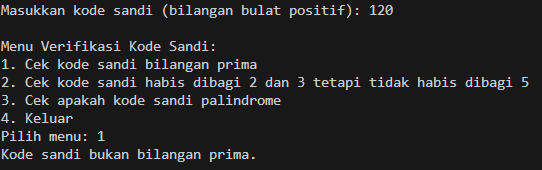 Masukkan kode sandi (bilangan bulat positif): 120
Menu Verifikasi Kode Sandi:
1. Cek kode sandi bilangan prima
2. Cek kode sandi habis dibagi 2 dan 3 tetapi tidak habis dibagi 5
3. Cek apakah kode sandi palindrome
4. Keluar
Pilih menu: 1
Kode sandi bukan bilangan prima.